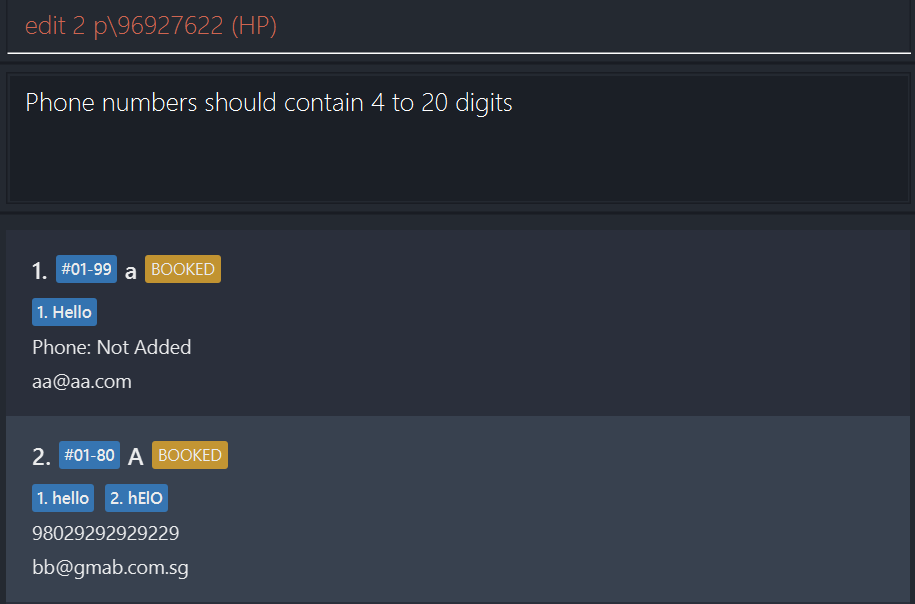 edit 2 p\96927622 (HP)
Phone numbers should contain 4 to 20 digits
1. #01-99 a BOOKED
1. Hello
Phone: Not Added
aa@aa.com
2. #01-80 A BOOKED
1. hello 2. hElO
98029292929229
bb@gmab.com.sg